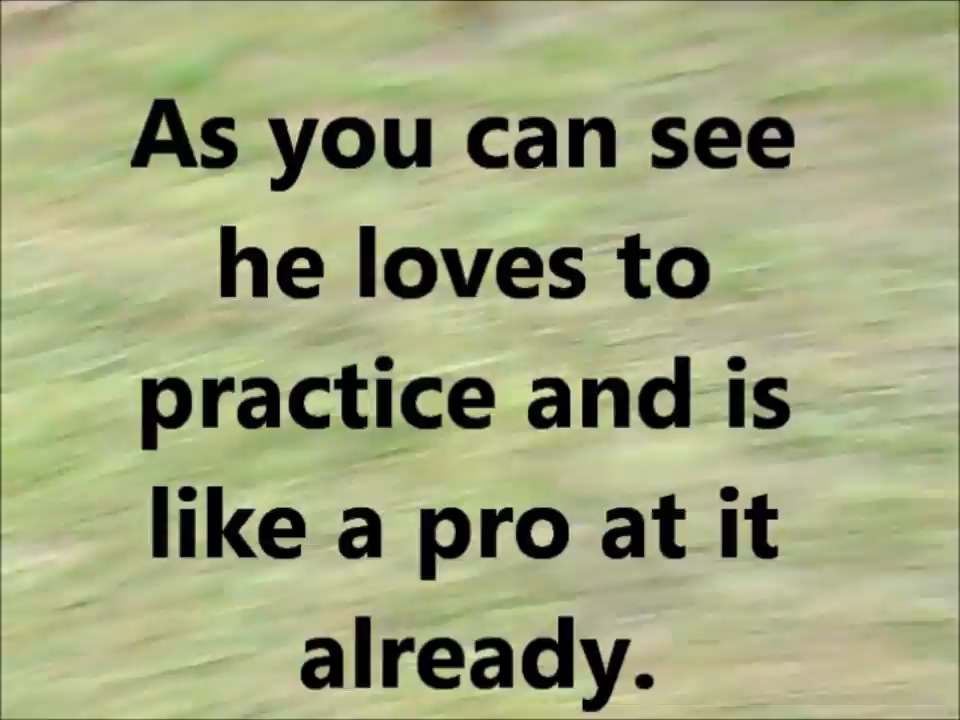 As you can see
he loves to
practice and is
like a pro at it
already.